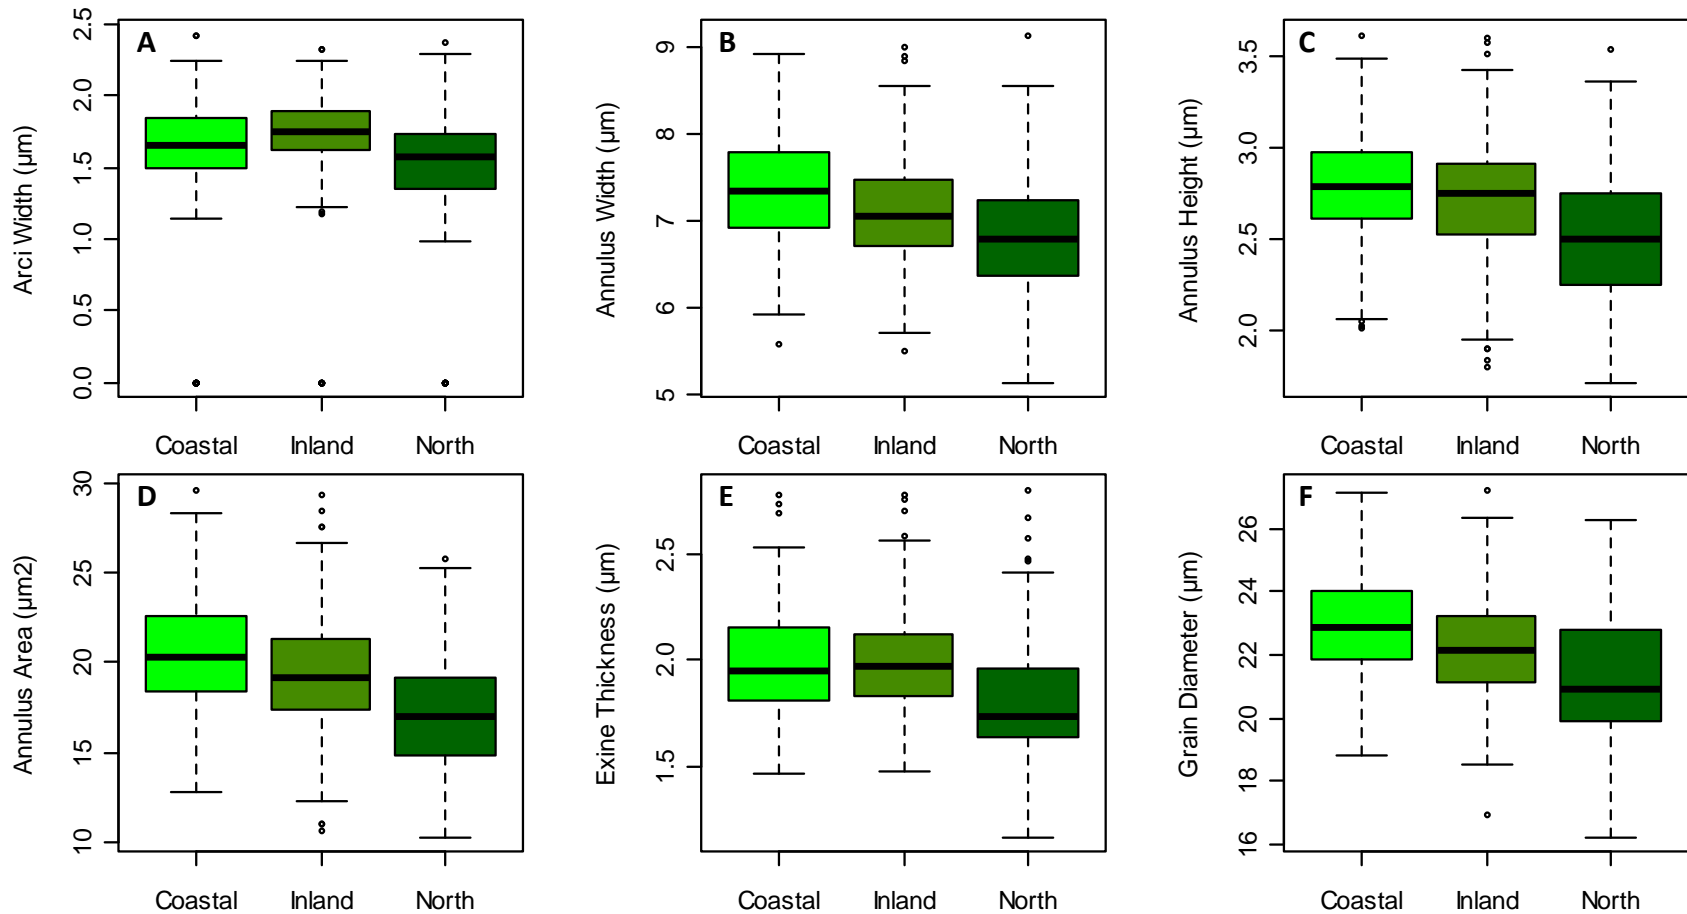 A
Arci Width (µm)
2.5
2.0
1.5
1.0
0.5
0.0
Coastal Inland North
B
Annulus Width (µm)
9
8
7
6
5
Coastal Inland North
C
Annulus Height (µm)
3.5
3.0
2.5
2.0
Coastal Inland North
D
Annulus Area (µm2)
30
25
20
15
10
Coastal Inland North
E
Exine Thickness (µm)
2.5
2.0
1.5
Coastal Inland North
F
Grain Diameter (µm)
26
24
22
20
18
16
Coastal Inland North